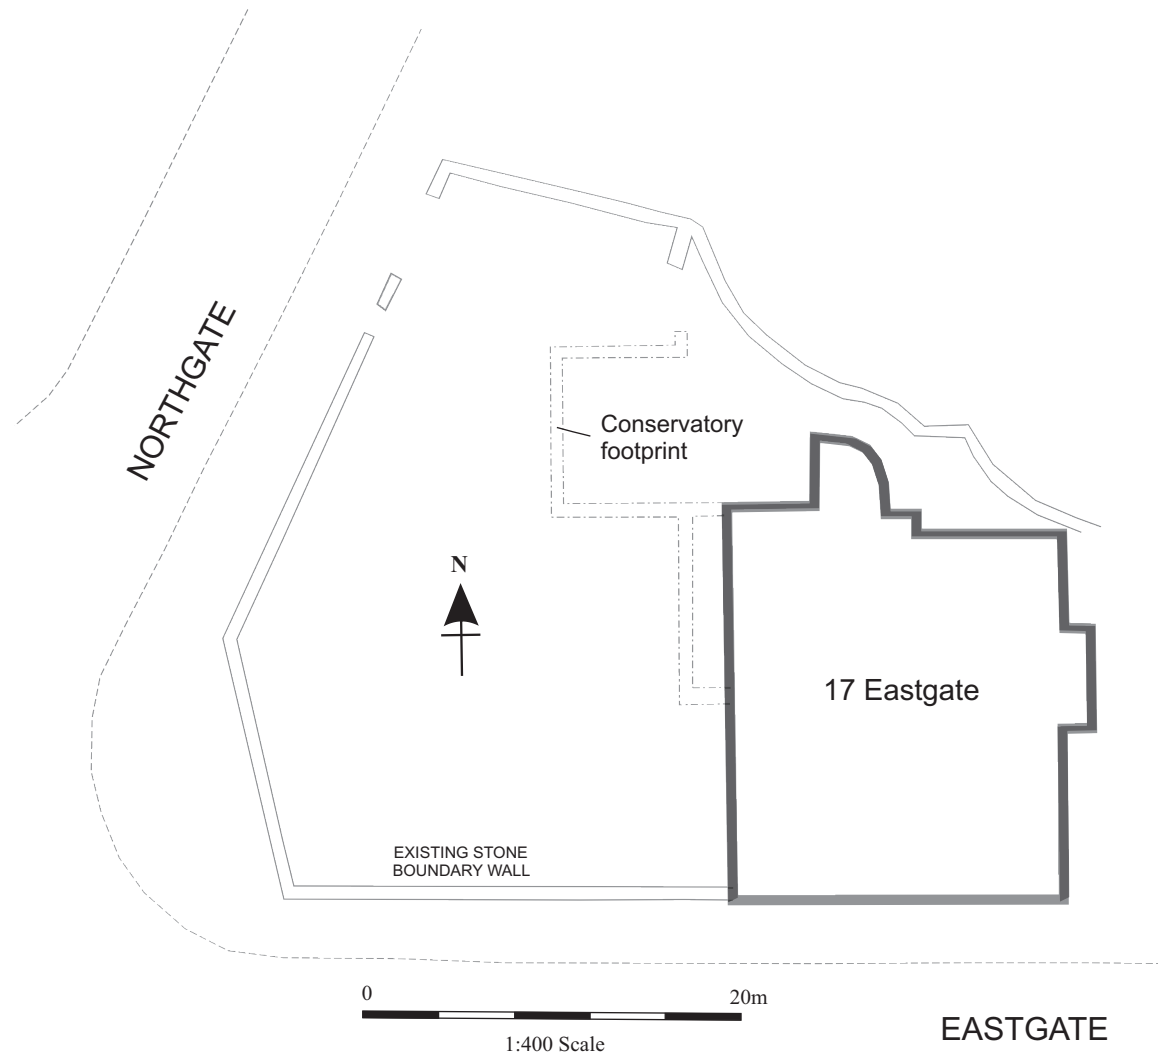 NORTHGATE
Conservatory
footprint
N
17 Eastgate
EXISTING STONE
BOUNDARY WALL
0 20m
1:400 Scale
EASTGATE